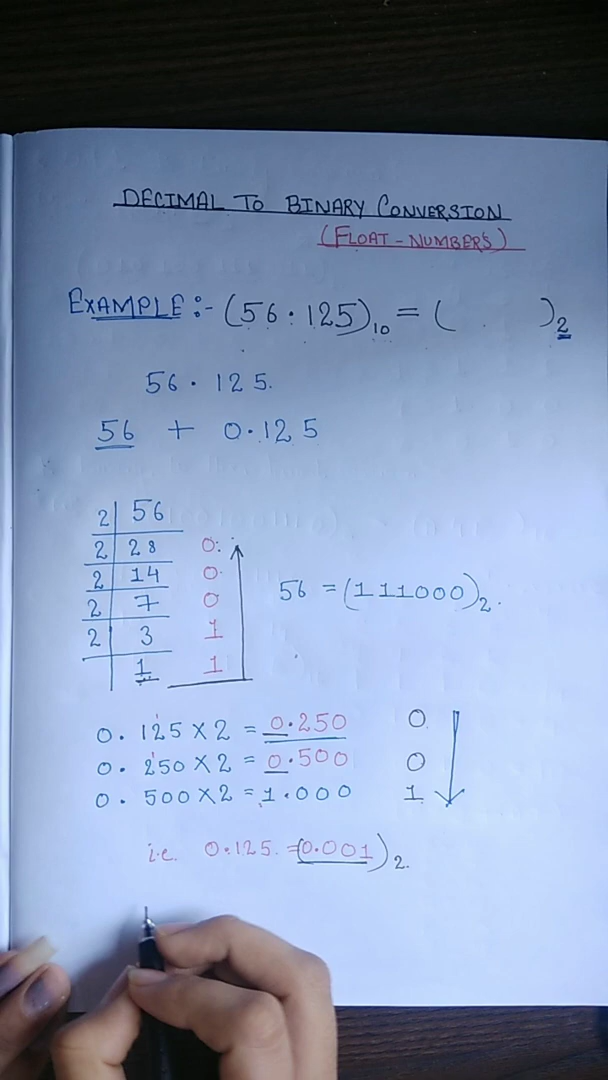 DECIMAL TO BINARY CONVERSION
(FLOAT-NUMBERS)
EXAMPLE:- (56.125)10 = ( . )2
56.125.
56 + 0.125
2 56
2 28 0
2 14 0
2 7 0
2 3 1
1 1
56 = (111000)2.
0.125 X 2 = 0.250 0
0.250 X 2 = 0.500 0
0.500 X 2 = 1.000 1
i.e. 0.125. = (0.001)2.